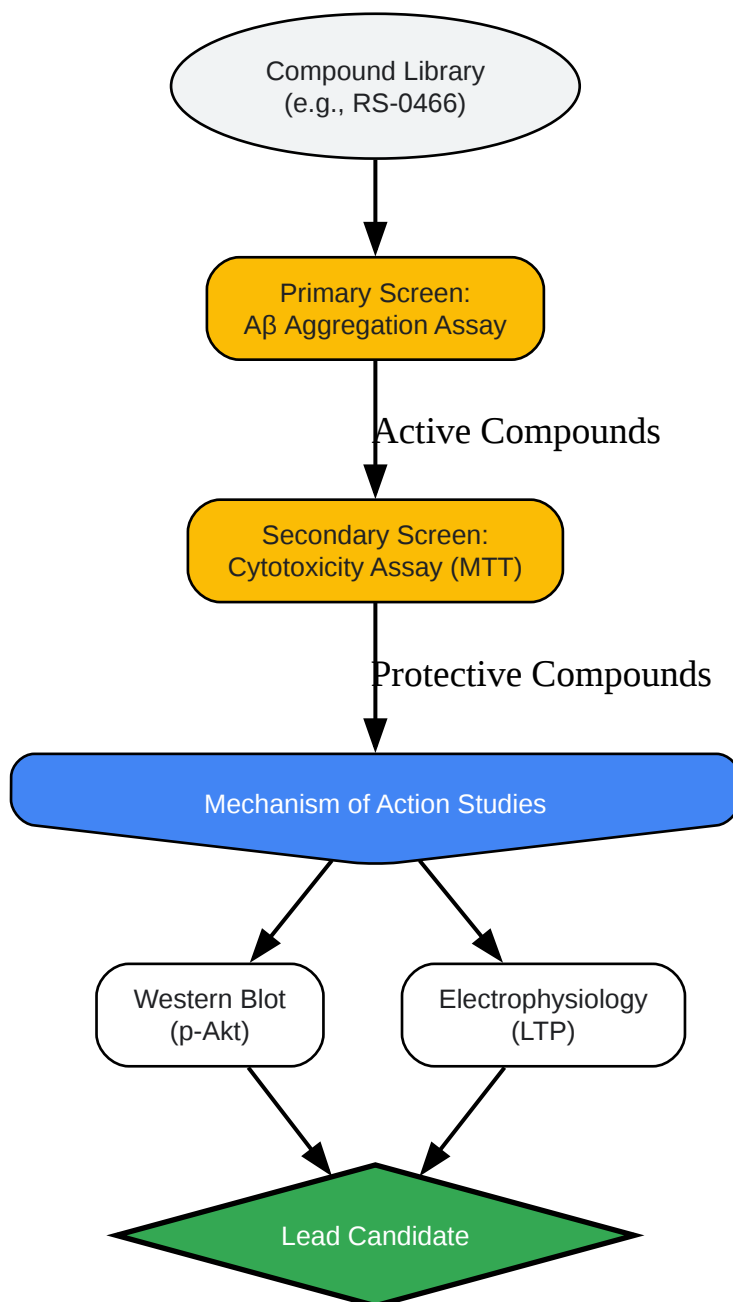 Compound Library
(e.g., RS-0466)
Primary Screen:
Aβ Aggregation Assay
Active Compounds
Secondary Screen:
Cytotoxicity Assay (MTT)
Protective Compounds
Mechanism of Action Studies
Western Blot
(p-Akt)
Electrophysiology
(LTP)
Lead Candidate